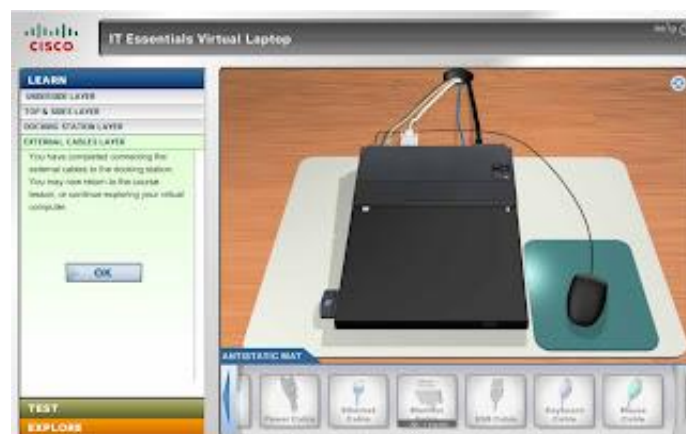 CISCO
IT Essentials Virtual Laptop
LEARN
UNDERSIDE LAYER
TOP & SIDES LAYER
DOCKING STATION LAYER
EXTERNAL CABLES LAYER
You have completed connecting the
external cables to the docking station.
You may now return to the course
lesson, or continue exploring your virtual
computer.
OK
ANTISTATIC MAT
Power Cable
Ethernet
Cable
Monitor
USB Cable
Keyboard
Cable
Mouse
Cable
TEST
EXPLORE